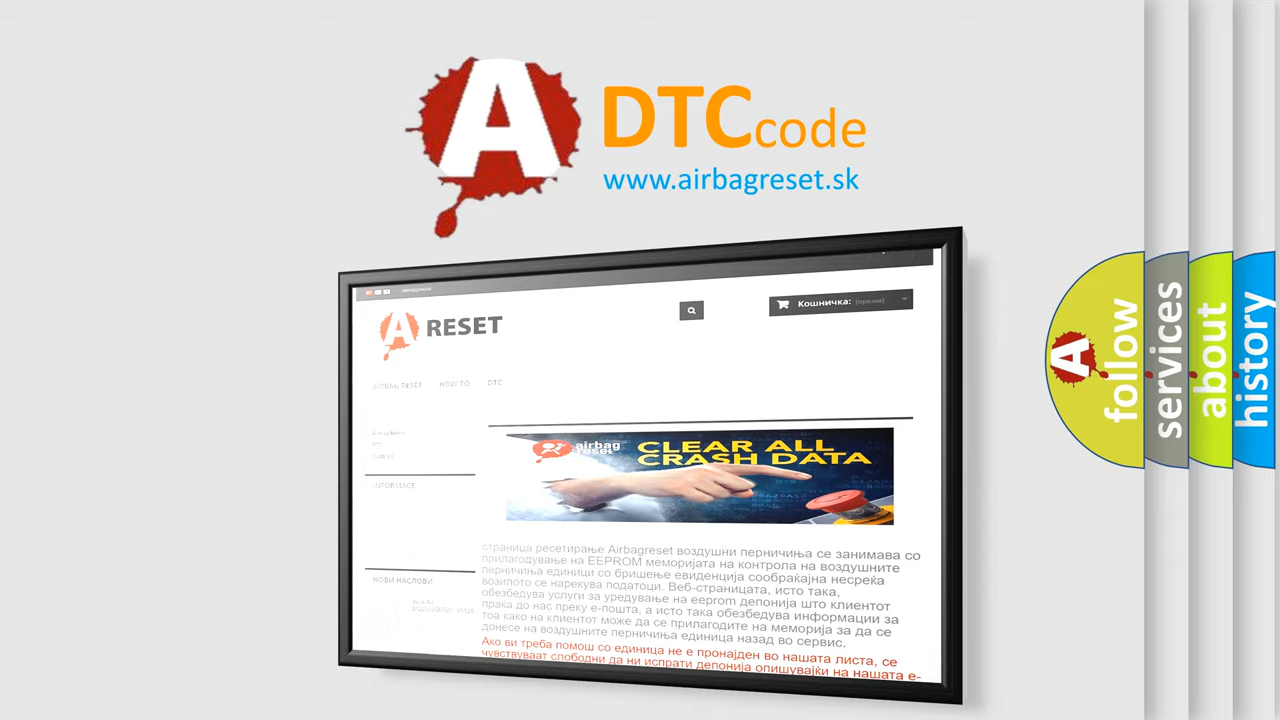 A
DTCcode
www.airbagreset.sk
A RESET
Кошничка: (празна)
AIRBAG RESET HOW TO DTC
DTC
INFORMACE
airbag
reset
CLEAR ALL
CRASH DATA
страница ресетирање Airbagreset воздушни перничиња се занимава со
прилагодување на EEPROM меморијата на контрола на воздушните
перничиња единици со бришење евиденција сообраќајна несреќа
возилото се нарекува податоци. Веб-страницата, исто така,
обезбедува услуги за уредување на eeprom депонија што клиентот
праќа до нас преку е-пошта, а исто така обезбедува информации за
тоа како на клиентот може да се прилагодите на меморија за да се
донесе на воздушните перничиња единица назад во сервис.
Ако ви треба помош со единица не е пронајден во нашата листа, се
чувствуваат слободни да ни испрати депонија опишувајќи на нашата е-
НОВИ НАСЛОВИ
A
follow
services
about
history